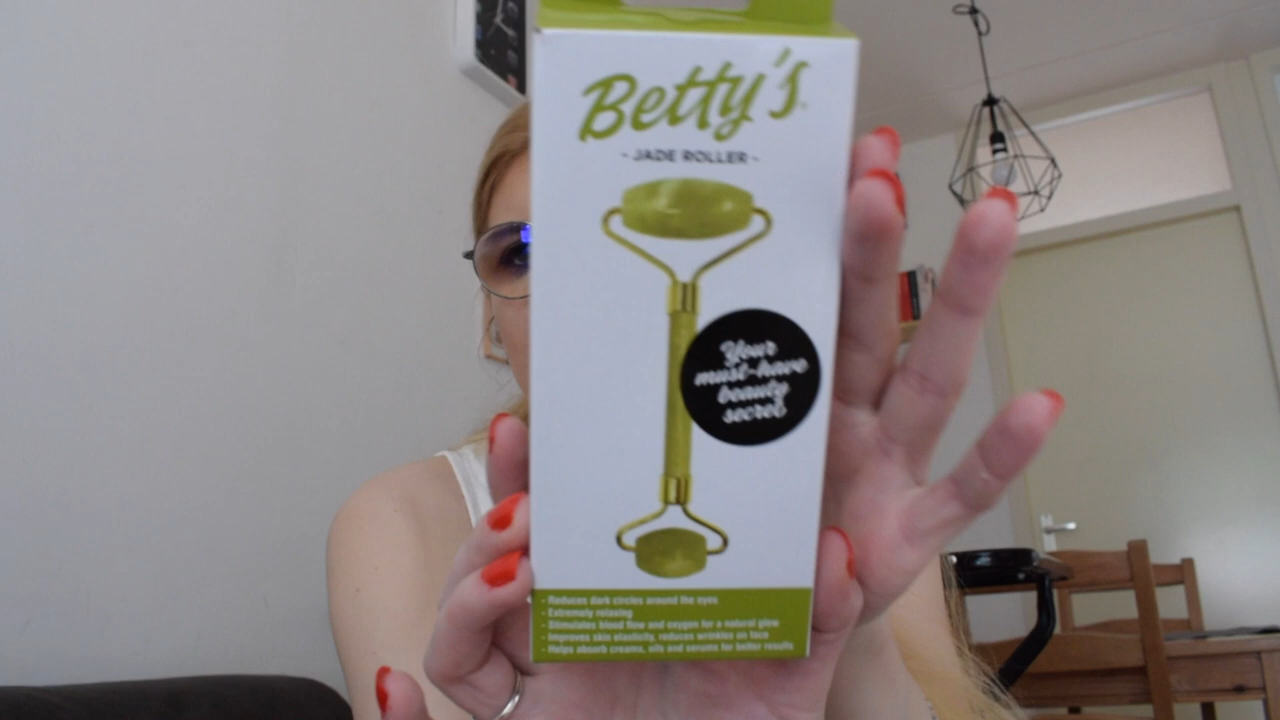 Betty's
- JADE ROLLER -
Your
must-have
beauty
secret
- Reduces dark circles around the eyes
- Extremely relaxing
- Stimulates blood flow and oxygen for a natural glow
- Improves skin elasticity, reduces wrinkles on face
- Helps absorb creams, oils and serums for better results